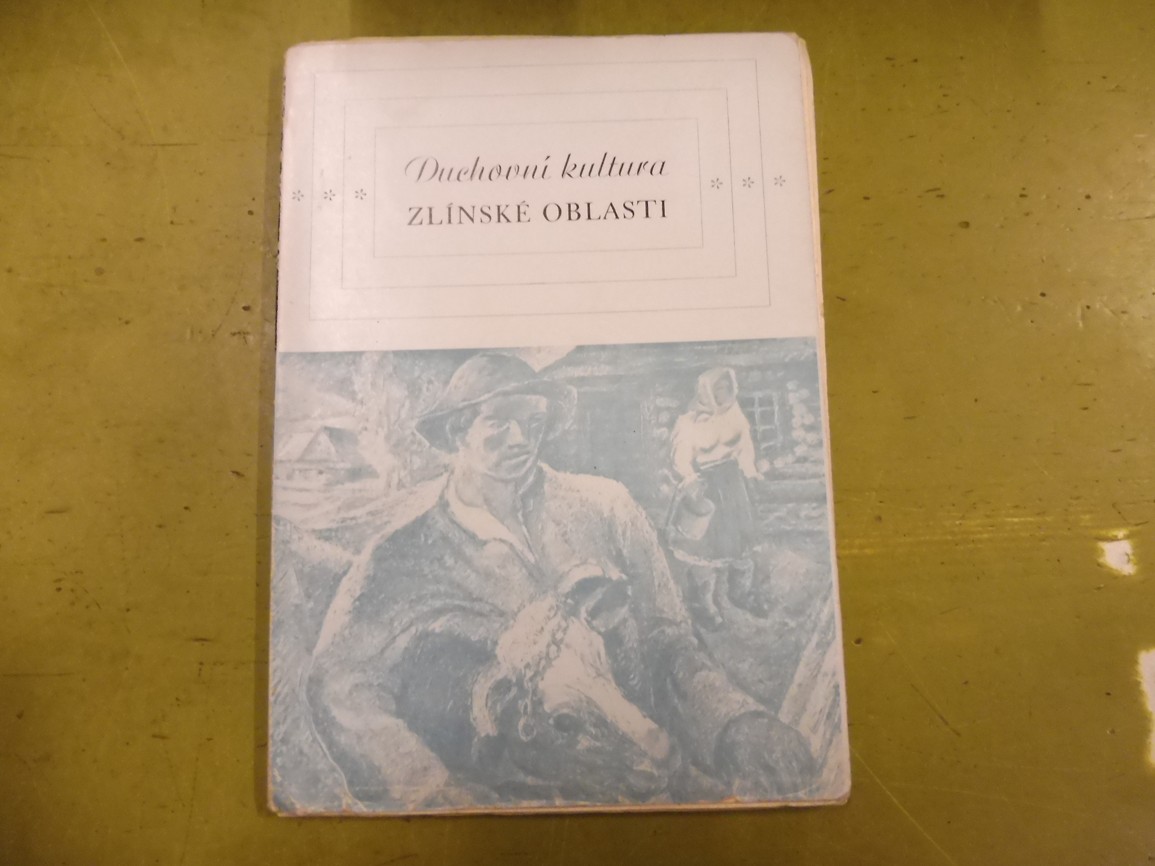 Duchovní kultura
ZLÍNSKÉ OBLASTI